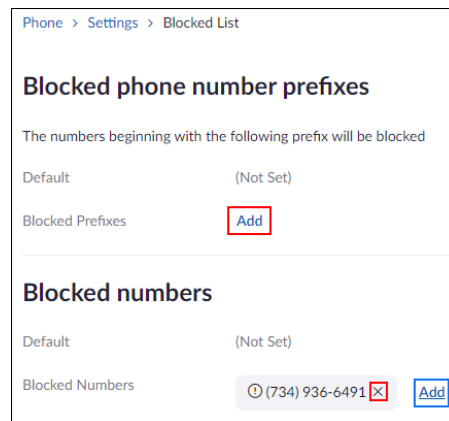 Phone > Settings > Blocked List
Blocked phone number prefixes
The numbers beginning with the following prefix will be blocked
Default (Not Set)
Blocked Prefixes Add
Blocked numbers
Default (Not Set)
Blocked Numbers (734) 936-6491 Add